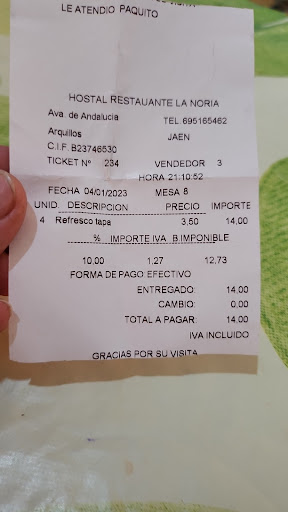 LE ATENDIO PAQUITO
HOSTAL RESTAUANTE LA NORIA
Ava. de Andalucia TEL.695165462
Arquillos JAEN
C.I.F. B23746530
TICKET Nº 234 VENDEDOR 3
HORA 21:10:52
FECHA 04/01/2023 MESA 8
UNID. DESCRIPCION PRECIO IMPORTE
4 Refresco tapa 3,50 14,00
% IMPORTE IVA B.IMPONIBLE
10,00 1,27 12,73
FORMA DE PAGO EFECTIVO
ENTREGADO: 14,00
CAMBIO: 0,00
TOTAL A PAGAR: 14,00
IVA INCLUIDO
GRACIAS POR SU VISITA